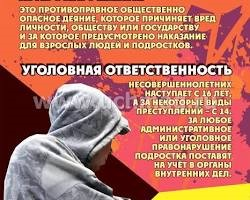 ЭТО ПРОТИВОПРАВНОЕ ОБЩЕСТВЕННО
ОПАСНОЕ ДЕЯНИЕ, КОТОРОЕ ПРИЧИНЯЕТ ВРЕД
ЛИЧНОСТИ, ОБЩЕСТВУ ИЛИ ГОСУДАРСТВУ
И ЗА КОТОРОЕ ПРЕДУСМОТРЕНО НАКАЗАНИЕ
ДЛЯ ВЗРОСЛЫХ ЛЮДЕЙ И ПОДРОСТКОВ.
УГОЛОВНАЯ ОТВЕТСТВЕННОСТЬ
НЕСОВЕРШЕННОЛЕТНИХ
НАСТУПАЕТ С 16 ЛЕТ,
А ЗА НЕКОТОРЫЕ ВИДЫ
ПРЕСТУПЛЕНИЙ – С 14.
ЗА ЛЮБОЕ
АДМИНИСТРАТИВНОЕ
ИЛИ УГОЛОВНОЕ
ПРАВОНАРУШЕНИЕ
ПОДРОСТКА ПОСТАВЯТ
НА УЧЕТ В ОРГАНЫ
ВНУТРЕННИХ ДЕЛ.